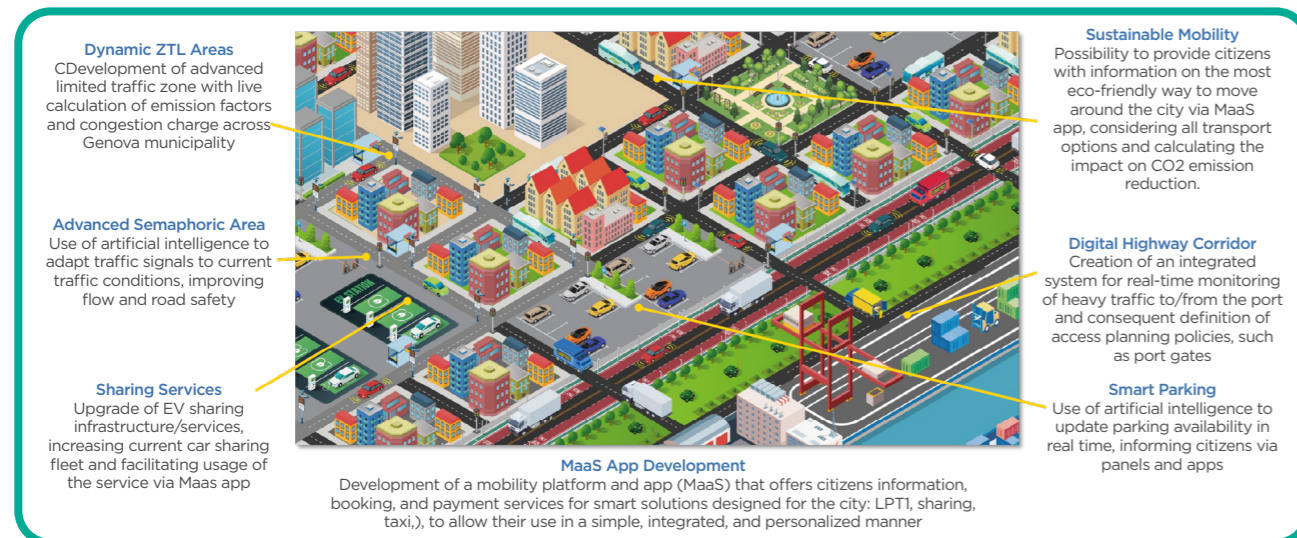 Dynamic ZTL Areas
CDevelopment of advanced
limited traffic zone with live
calculation of emission factors
and congestion charge across
Genova municipality
Advanced Semaphoric Area
Use of artificial intelligence to
adapt traffic signals to current
traffic conditions, improving
flow and road safety
Sharing Services
Upgrade of EV sharing
infrastructure/services,
increasing current car sharing
fleet and facilitating usage of
the service via Maas app
STATION
Sustainable Mobility
Possibility to provide citizens
with information on the most
eco-friendly way to move
around the city via MaaS
app, considering all transport
options and calculating the
impact on CO2 emission
reduction.
Digital Highway Corridor
Creation of an integrated
system for real-time monitoring
of heavy traffic to/from the port
and consequent definition of
access planning policies, such
as port gates
Smart Parking
Use of artificial intelligence to
update parking availability in
real time, informing citizens via
panels and apps
MaaS App Development
Development of a mobility platform and app (MaaS) that offers citizens information,
booking, and payment services for smart solutions designed for the city: LPT1, sharing,
taxi,), to allow their use in a simple, integrated, and personalized manner